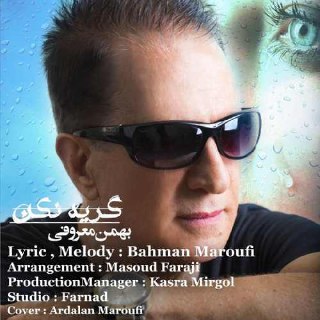 گریه نکن
بهمن معروفی
Lyric , Melody : Bahman Maroufi
Arrangement : Masoud Faraji
ProductionManager : Kasra Mirgol
Studio : Farnad
Cover : Ardalan Maroufi